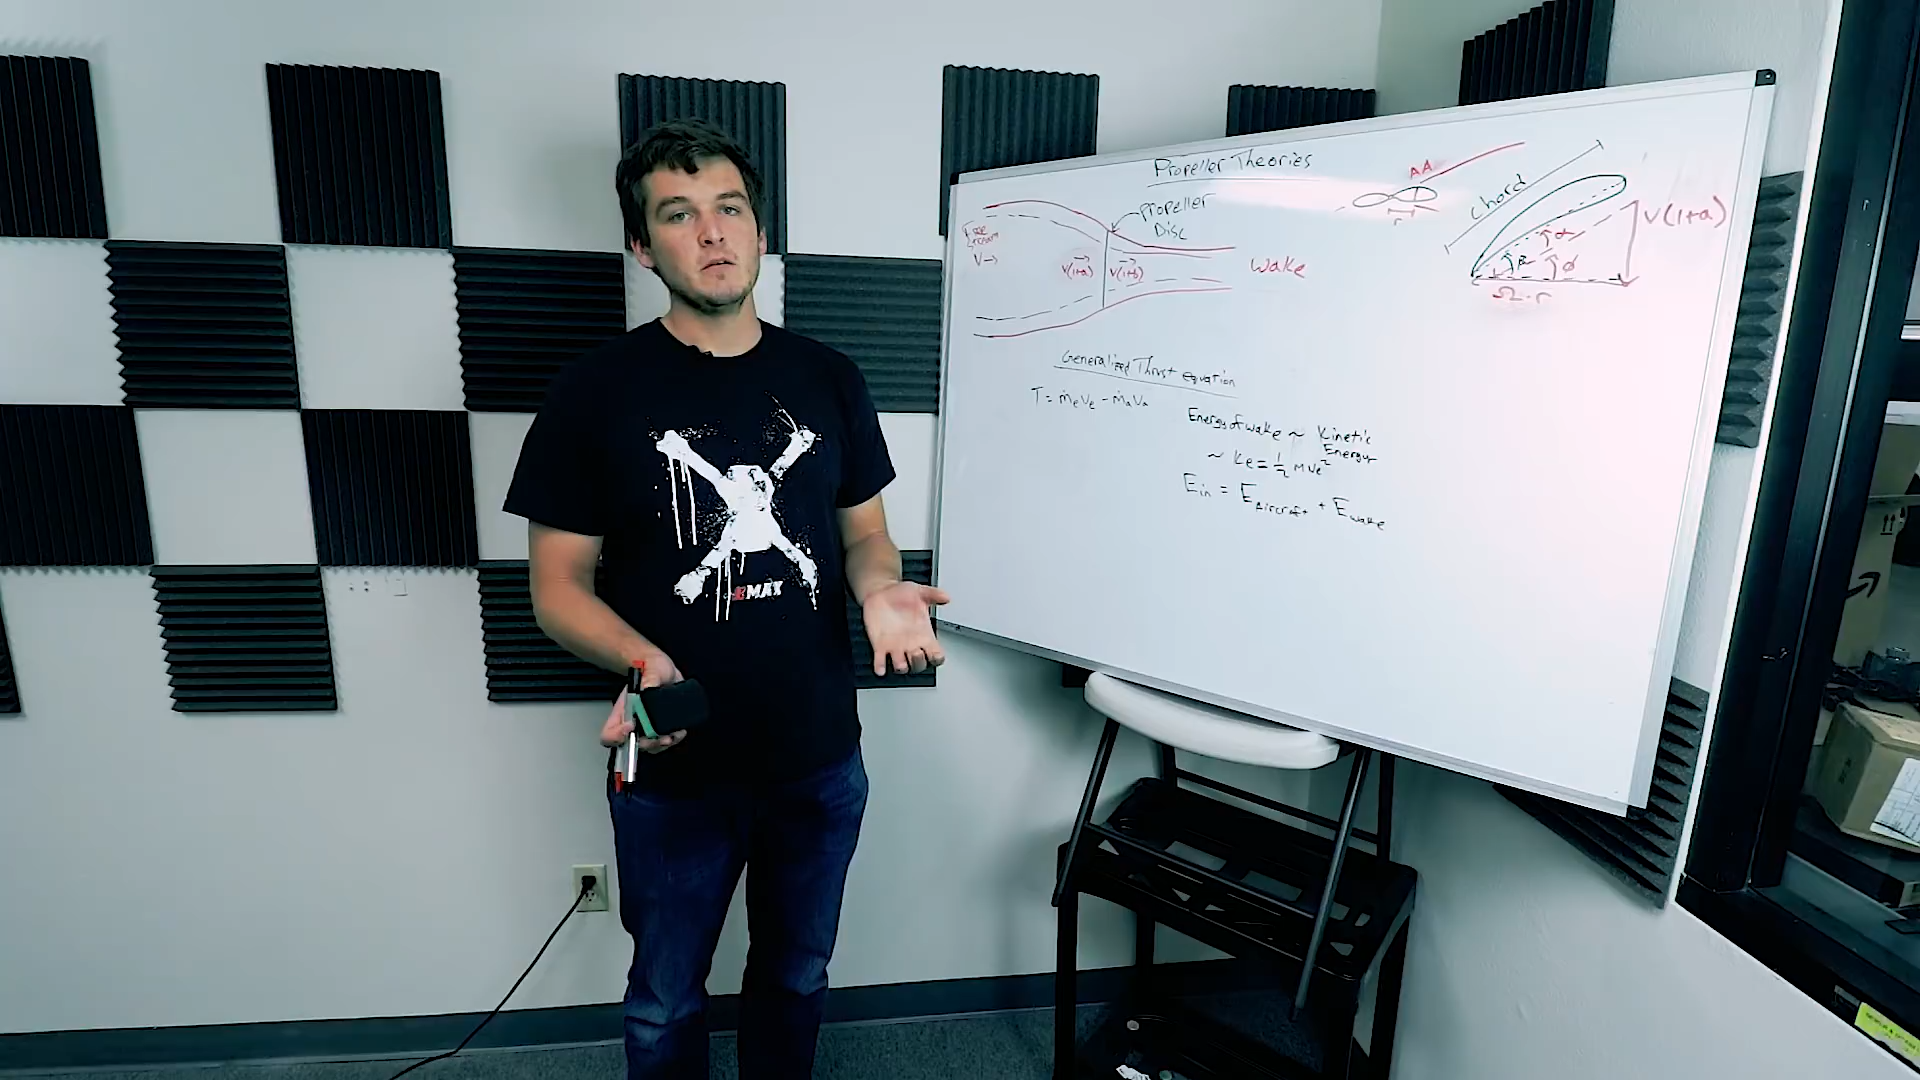 Propeller Theories
Propeller
Disc
Free
stream
V→
V(1+a)
V(1+b)
Wake
AA
r
chord
V(1+a)
α
β
φ
Ω·r
Generalized Thrust equation
T = ṁeVe - ṁaVa
Energy of wake ~ Kinetic
Energy
~ Ke = 1/2 mve²
Ein = EAircraft + Ewake
EMAX